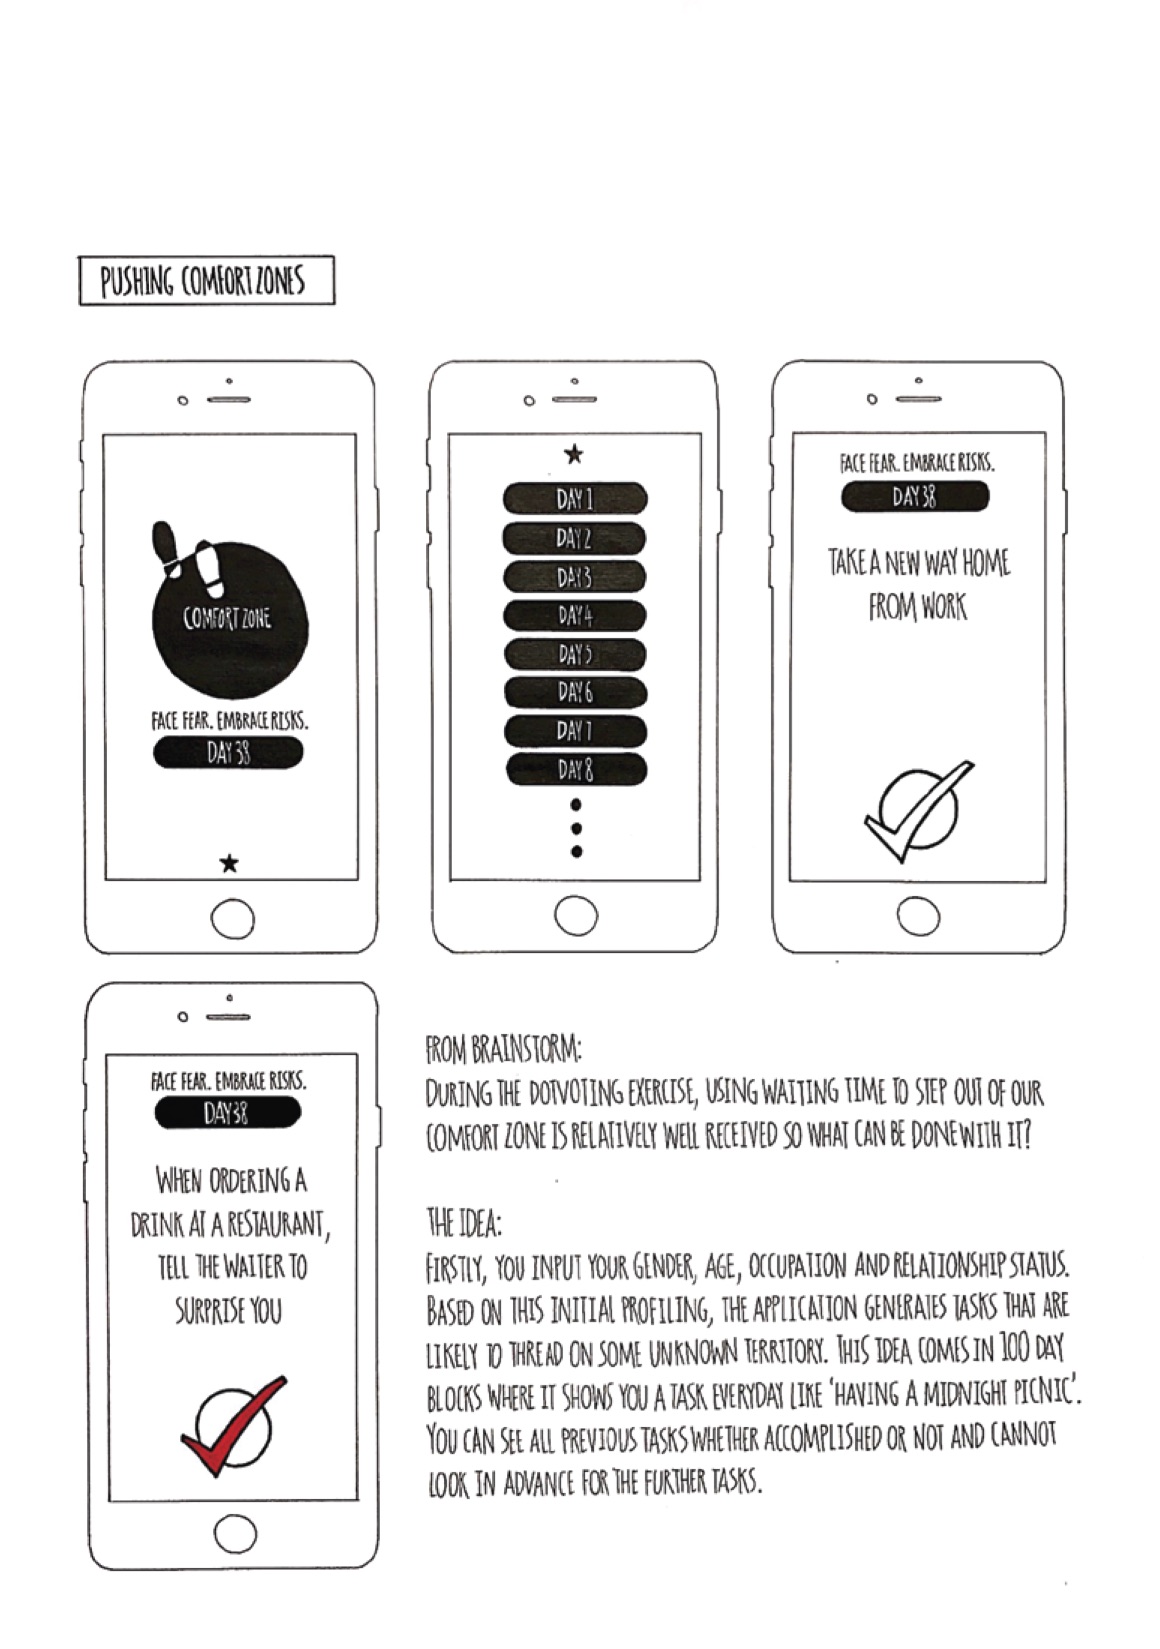 PUSHING COMFORT ZONES
COMFORT ZONE
FACE FEAR. EMBRACE RISKS.
DAY 38
DAY 1
DAY 2
DAY 3
DAY 4
DAY 5
DAY 6
DAY 7
DAY 8
FACE FEAR. EMBRACE RISKS.
DAY 38
TAKE A NEW WAY HOME
FROM WORK
FACE FEAR. EMBRACE RISKS.
DAY 38
WHEN ORDERING A
DRINK AT A RESTAURANT,
TELL THE WAITER TO
SURPRISE YOU
FROM BRAINSTORM:
DURING THE DOTVOTING EXERCISE, USING WAITING TIME TO STEP OUT OF OUR
COMFORT ZONE IS RELATIVELY WELL RECEIVED SO WHAT CAN BE DONE WITH IT?
THE IDEA:
FIRSTLY, YOU INPUT YOUR GENDER, AGE, OCCUPATION AND RELATIONSHIP STATUS.
BASED ON THIS INITIAL PROFILING, THE APPLICATION GENERATES TASKS THAT ARE
LIKELY TO THREAD ON SOME UNKNOWN TERRITORY. THIS IDEA COMES IN 100 DAY
BLOCKS WHERE IT SHOWS YOU A TASK EVERYDAY LIKE 'HAVING A MIDNIGHT PICNIC'.
YOU CAN SEE ALL PREVIOUS TASKS WHETHER ACCOMPLISHED OR NOT AND CANNOT
LOOK IN ADVANCE FOR THE FURTHER TASKS.